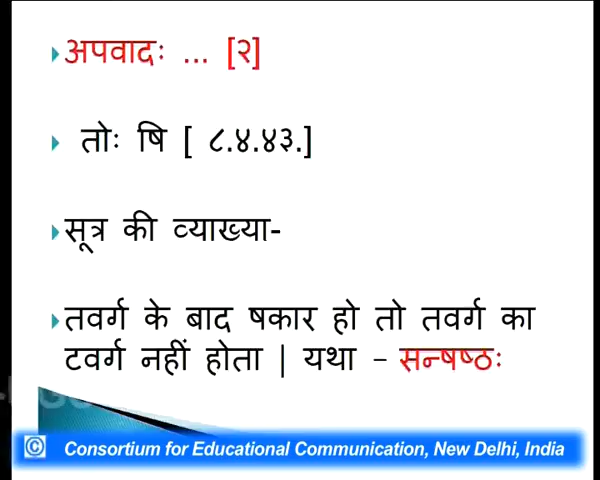 अपवादः ... [२]
तोः षि [ ८.४.४३.]
सूत्र की व्याख्या-
तवर्ग के बाद षकार हो तो तवर्ग का
टवर्ग नहीं होता | यथा - सन्षष्ठः
© Consortium for Educational Communication, New Delhi, India